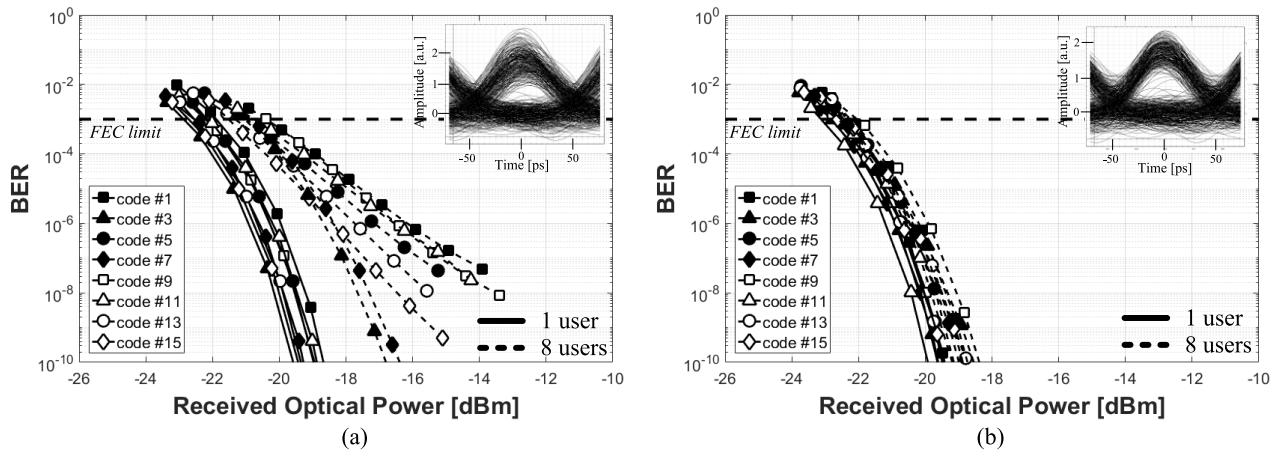 10^0
10^-2
10^-4
10^-6
10^-8
10^-10
BER
FEC limit
code #1
code #3
code #5
code #7
code #9
code #11
code #13
code #15
Amplitude [a.u.]
2
1
0
-50 0 50
Time [ps]
1 user
8 users
-26 -24 -22 -20 -18 -16 -14 -12 -10
Received Optical Power [dBm]
(a)
10^0
10^-2
10^-4
10^-6
10^-8
10^-10
BER
FEC limit
code #1
code #3
code #5
code #7
code #9
code #11
code #13
code #15
Amplitude [a.u.]
2
1
0
-50 0 50
Time [ps]
1 user
8 users
-26 -24 -22 -20 -18 -16 -14 -12 -10
Received Optical Power [dBm]
(b)